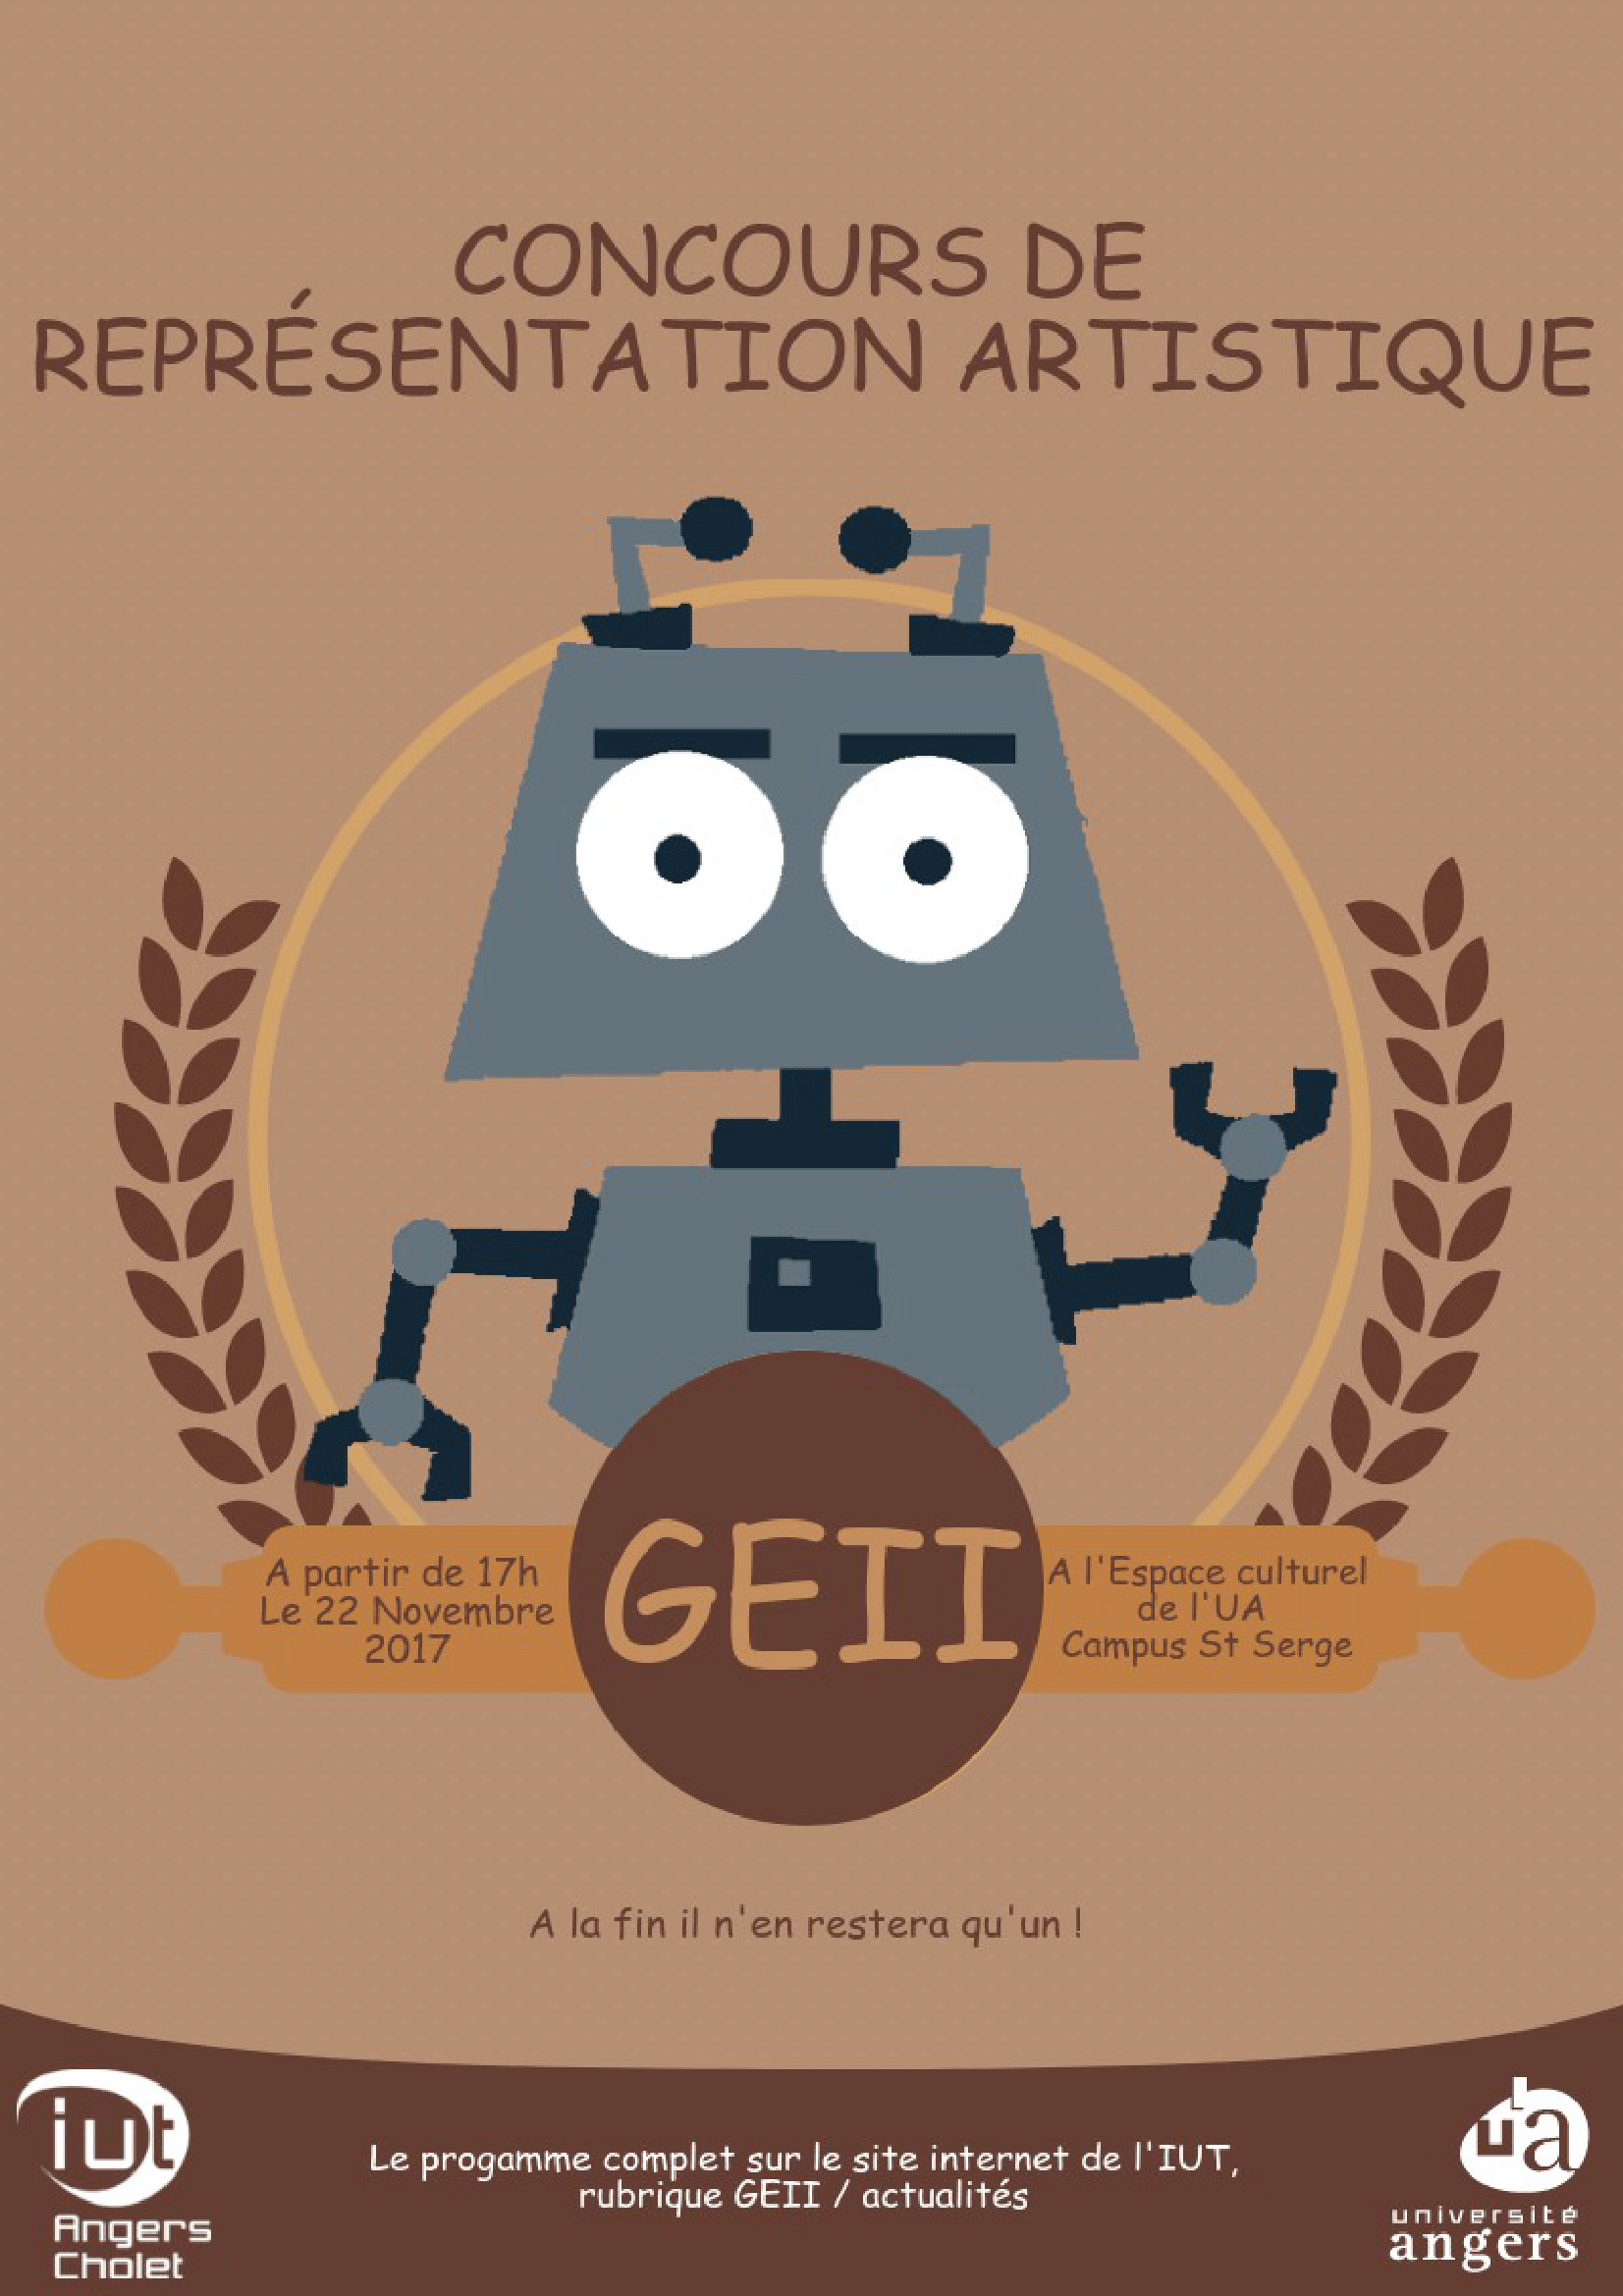 CONCOURS DE
REPRÉSENTATION ARTISTIQUE
A partir de 17h
Le 22 Novembre
2017
GEII
A l'Espace culturel
de l'UA
Campus St Serge
A la fin il n'en restera qu'un !
iut
Angers
Cholet
Le progamme complet sur le site internet de l'IUT,
rubrique GEII / actualités
ua
université
angers